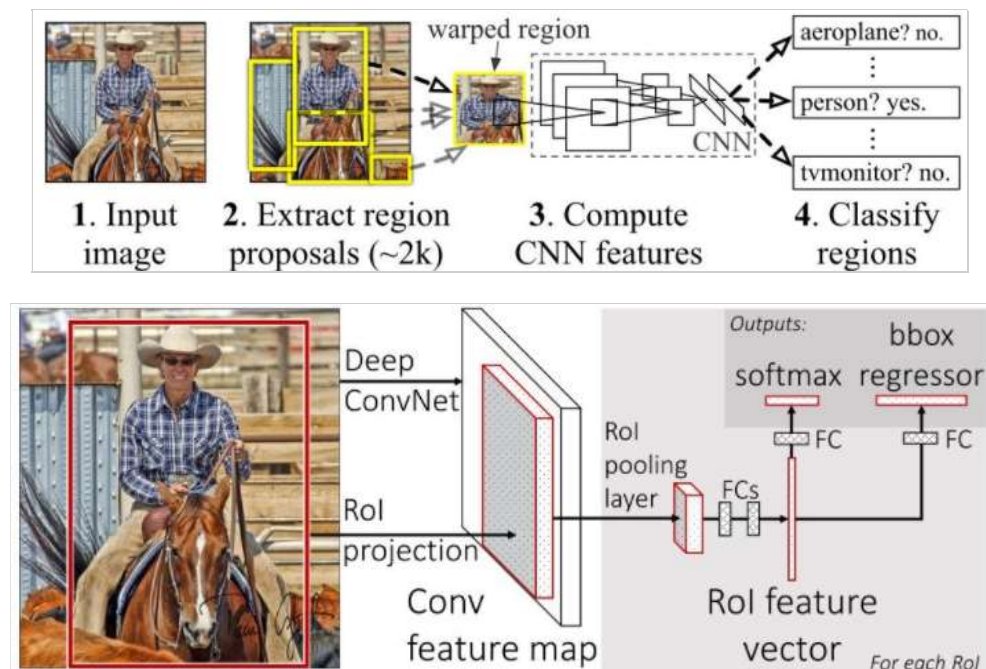 warped region
aeroplane? no.
person? yes.
tvmonitor? no.
CNN
1. Input
image
2. Extract region
proposals (~2k)
3. Compute
CNN features
4. Classify
regions
Deep
ConvNet
RoI
projection
Conv
feature map
RoI
pooling
layer
FCs
RoI feature
vector
For each RoI
Outputs:
softmax
bbox
regressor
FC
FC